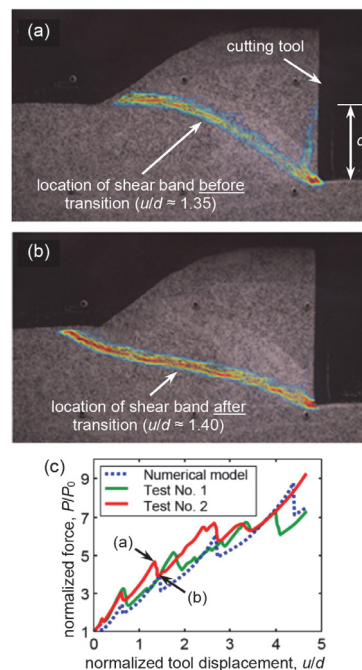 (a)
cutting tool
d
location of shear band before
transition (u/d ≈ 1.35)
(b)
location of shear band after
transition (u/d ≈ 1.40)
(c)
normalized force, P/P0
9
7
5
3
1
Numerical model
Test No. 1
Test No. 2
(a)
(b)
0 1 2 3 4 5
normalized tool displacement, u/d